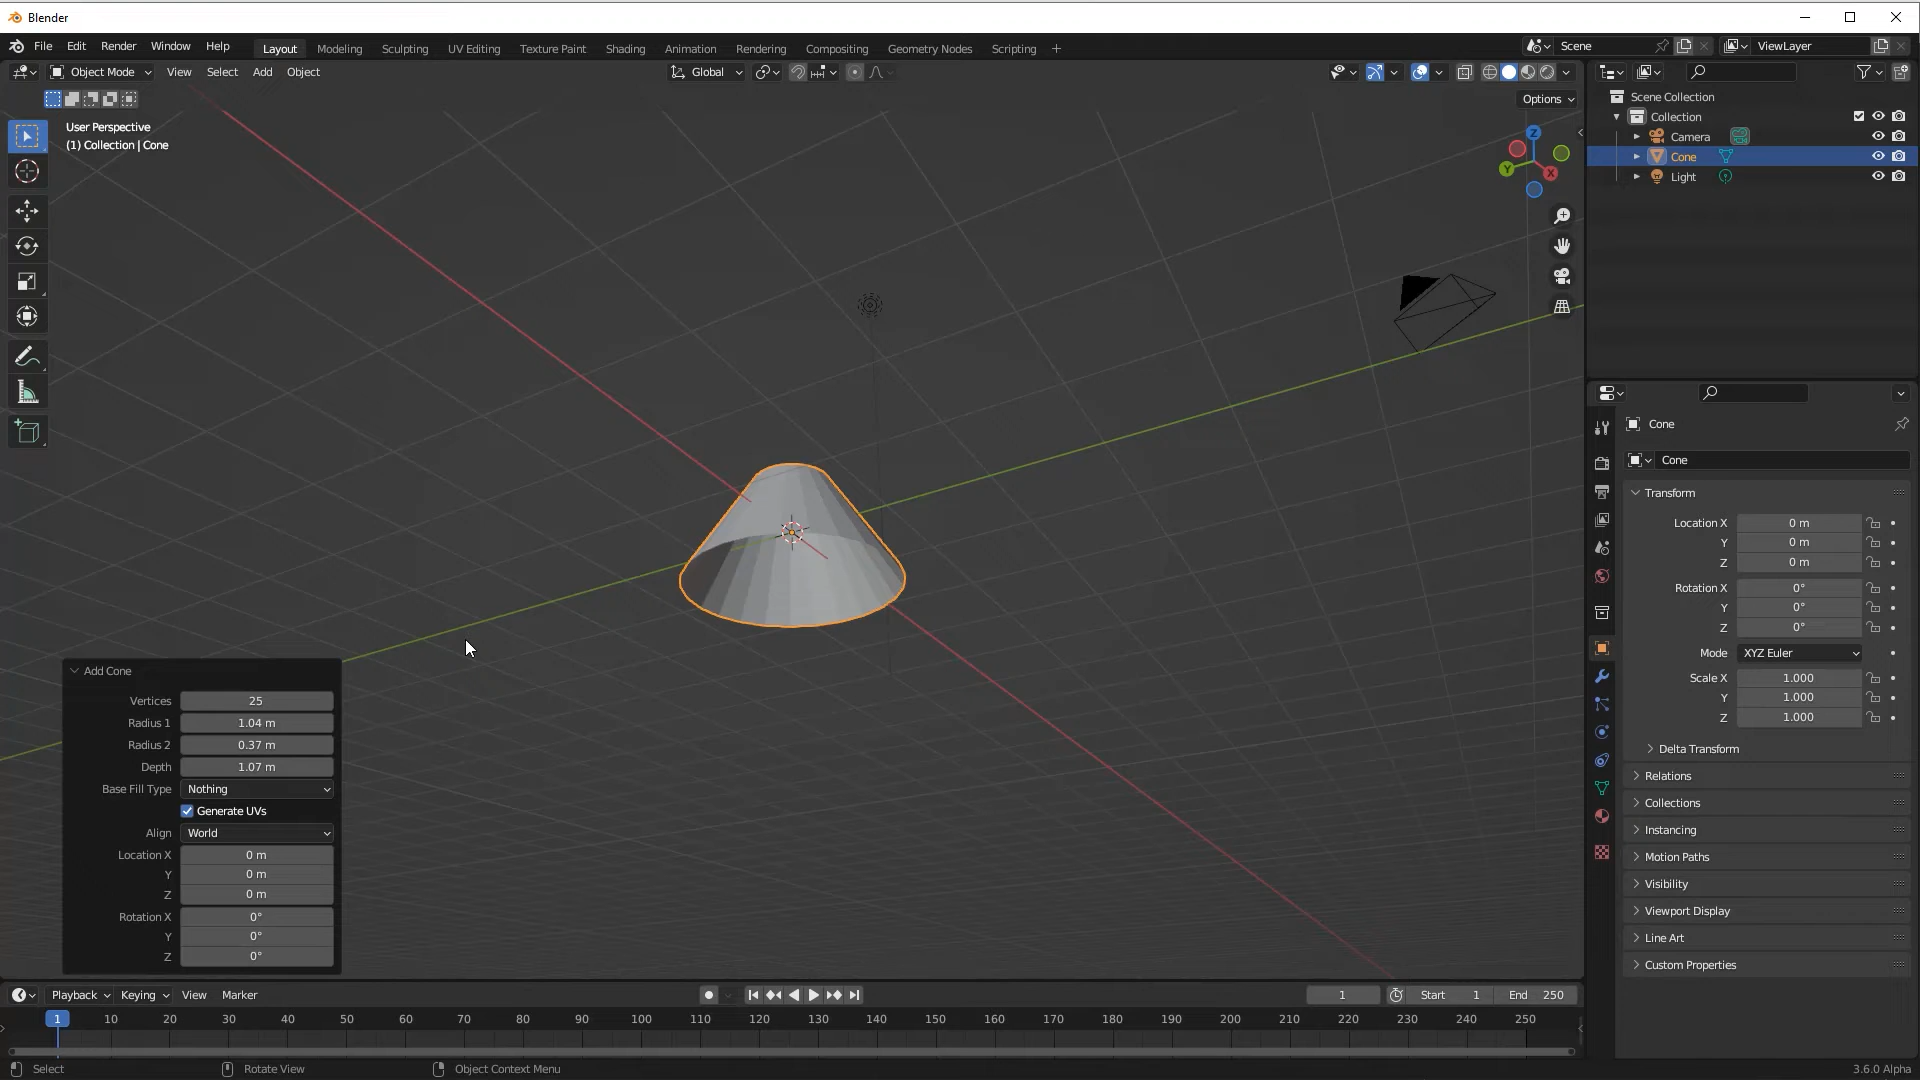 Blender
File Edit Render Window Help Layout Modeling Sculpting UV Editing Texture Paint Shading Animation Rendering Compositing Geometry Nodes Scripting + Scene ViewLayer
Object Mode View Select Add Object Global
Options
User Perspective
(1) Collection | Cone
Z
Y
X
Scene Collection
Collection
Camera
Cone
Light
Cone
Cone
Transform
Location X 0 m
Y 0 m
Z 0 m
Rotation X 0°
Y 0°
Z 0°
Mode XYZ Euler
Scale X 1.000
Y 1.000
Z 1.000
Delta Transform
Relations
Collections
Instancing
Motion Paths
Visibility
Viewport Display
Line Art
Custom Properties
Add Cone
Vertices 25
Radius 1 1.04 m
Radius 2 0.37 m
Depth 1.07 m
Base Fill Type Nothing
Generate UVs
Align World
Location X 0 m
Y 0 m
Z 0 m
Rotation X 0°
Y 0°
Z 0°
Playback Keying View Marker 1 Start 1 End 250
1 10 20 30 40 50 60 70 80 90 100 110 120 130 140 150 160 170 180 190 200 210 220 230 240 250
Select Rotate View Object Context Menu 3.6.0 Alpha